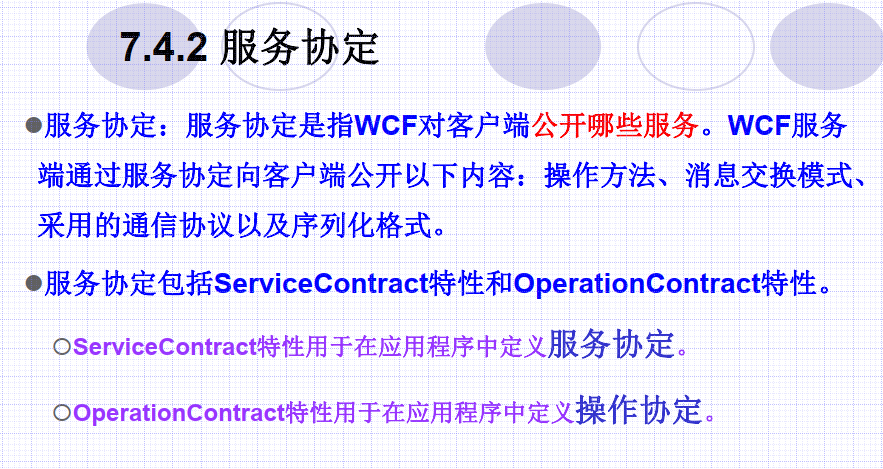 7.4.2 服务协定
服务协定：服务协定是指WCF对客户端公开哪些服务。WCF服务
端通过服务协定向客户端公开以下内容：操作方法、消息交换模式、
采用的通信协议以及序列化格式。
服务协定包括ServiceContract特性和OperationContract特性。
ServiceContract特性用于在应用程序中定义服务协定。
OperationContract特性用于在应用程序中定义操作协定。